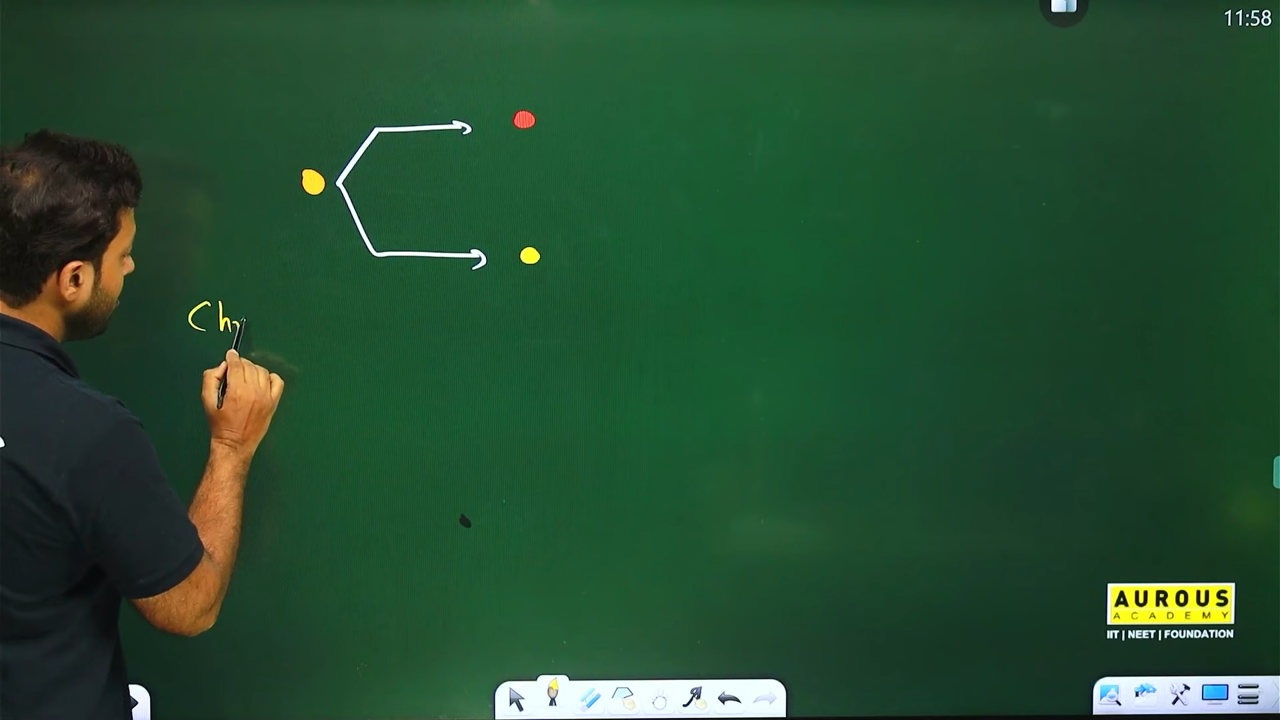 11:58
Ch
AUROUS
ACADEMY
IIT | NEET | FOUNDATION